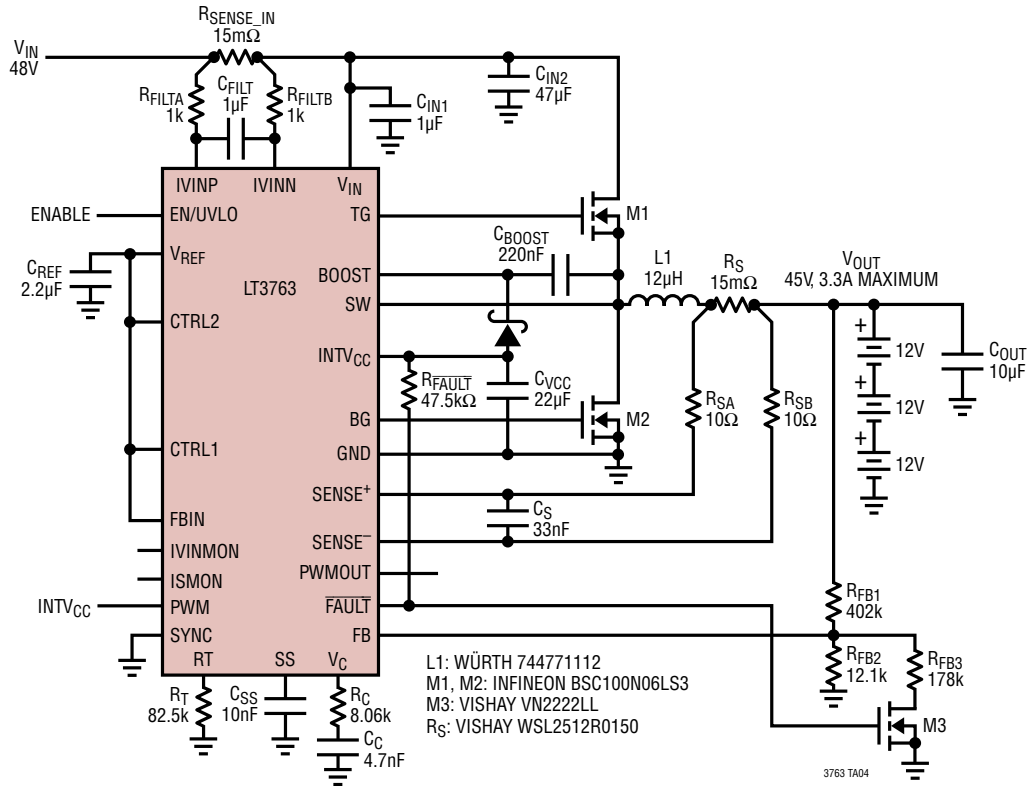 RSENSE_IN
15mΩ
VIN
48V
RFILTA
1k
CFILT
1µF
RFILTB
1k
CIN1
1µF
CIN2
47µF
IVINP
IVINN
VIN
ENABLE
EN/UVLO
TG
M1
CREF
2.2µF
VREF
LT3763
CBOOST
220nF
BOOST
SW
L1
12µH
RS
15mΩ
VOUT
45V, 3.3A MAXIMUM
CTRL2
INTVCC
RFAULT
47.5kΩ
CVCC
22µF
BG
M2
GND
RSA
10Ω
RSB
10Ω
+
12V
+
12V
+
12V
COUT
10µF
CTRL1
SENSE+
CS
33nF
SENSE–
FBIN
IVINMON
ISMON
PWMOUT
INTVCC
PWM
FAULT
SYNC
FB
RFB1
402k
RFB2
12.1k
RFB3
178k
RT
SS
VC
RT
82.5k
CSS
10nF
RC
8.06k
CC
4.7nF
L1: WÜRTH 744771112
M1, M2: INFINEON BSC100N06LS3
M3: VISHAY VN2222LL
RS: VISHAY WSL2512R0150
M3
3763 TA04